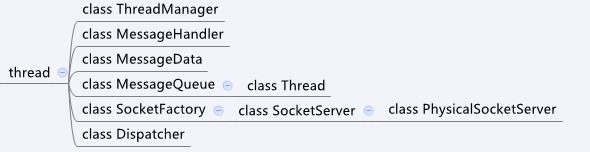 class ThreadManager
class MessageHandler
class MessageData
thread
class MessageQueue class Thread
class SocketFactory class SocketServer class PhysicalSocketServer
class Dispatcher